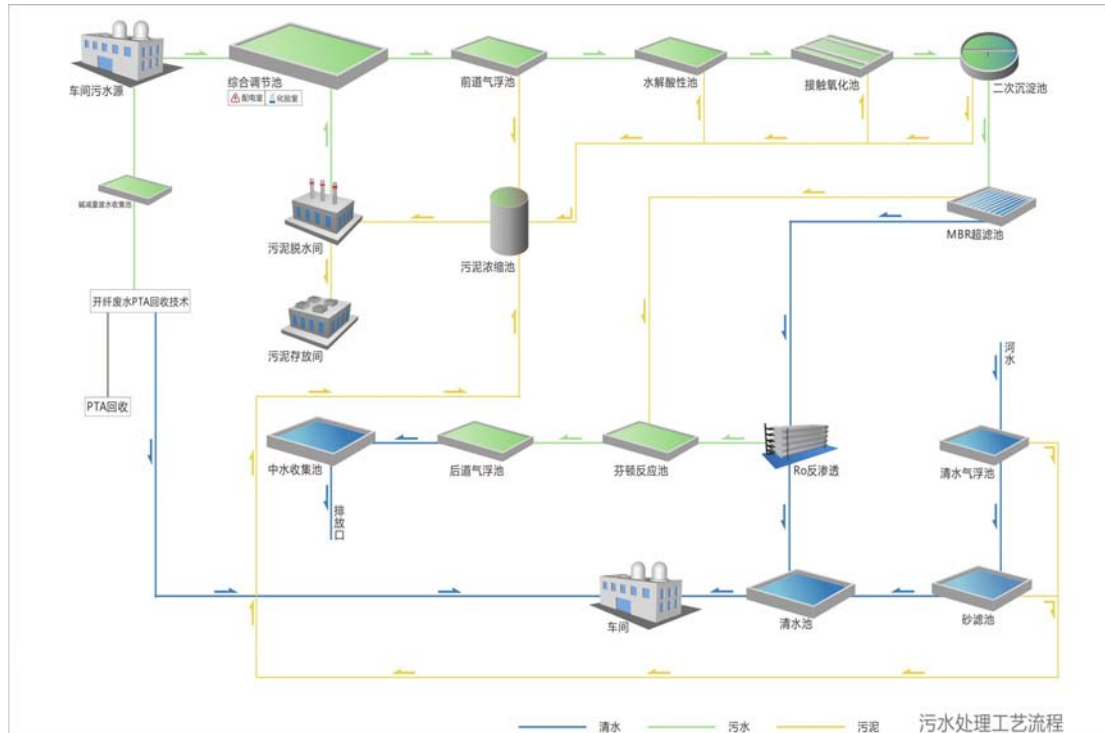 车间污水源
综合调节池
配电室
化验室
前道气浮池
水解酸性池
接触氧化池
二次沉淀池
碱减量废水收集池
污泥脱水间
污泥浓缩池
MBR超滤池
开纤废水PTA回收技术
污泥存放间
河水
PTA回收
中水收集池
后道气浮池
芬顿反应池
Ro反渗透
清水气浮池
排放口
车间
清水池
砂滤池
清水
污水
污泥
污水处理工艺流程